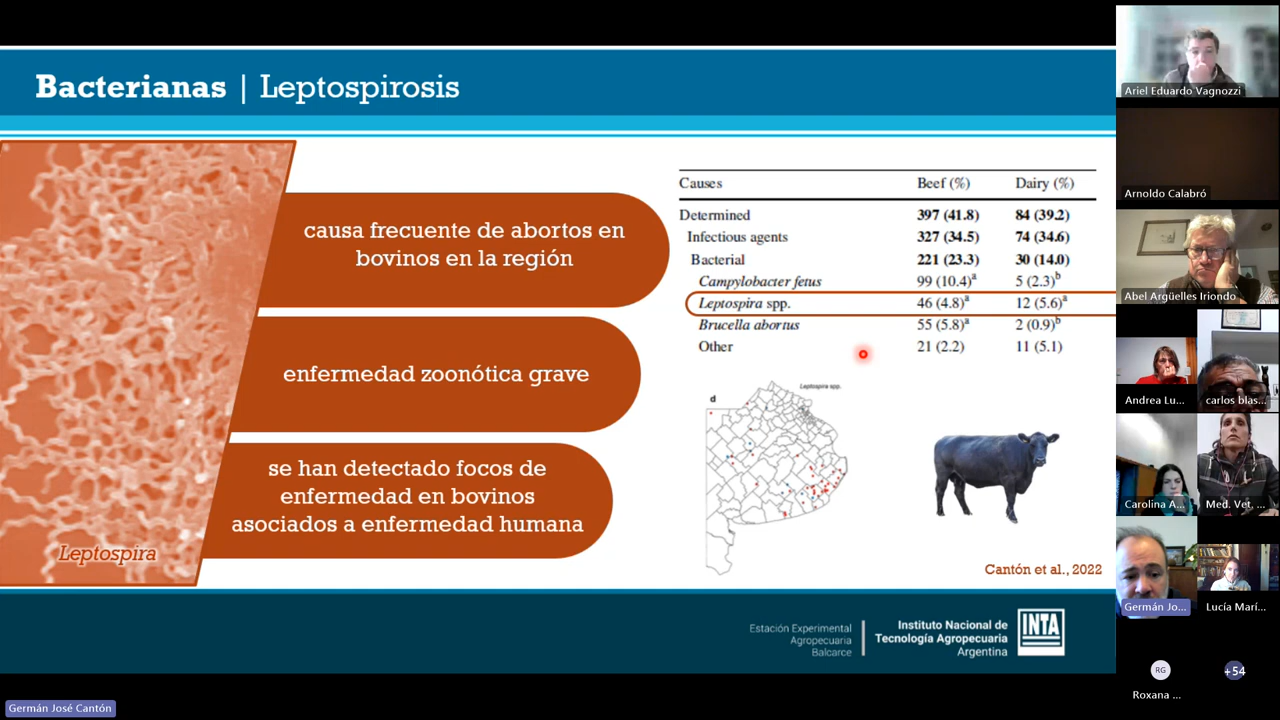 Bacterianas | Leptospirosis
causa frecuente de abortos en
bovinos en la región
enfermedad zoonótica grave
se han detectado focos de
enfermedad en bovinos
asociados a enfermedad humana
Leptospira
Causes Beef (%) Dairy (%)
Determined 397 (41.8) 84 (39.2)
Infectious agents 327 (34.5) 74 (34.6)
Bacterial 221 (23.3) 30 (14.0)
Campylobacter fetus 99 (10.4)a 5 (2.3)b
Leptospira spp. 46 (4.8)a 12 (5.6)a
Brucella abortus 55 (5.8)a 2 (0.9)b
Other 21 (2.2) 11 (5.1)
Leptospira spp.
d
Cantón et al., 2022
Estación Experimental
Agropecuaria
Balcarce
Instituto Nacional de
Tecnología Agropecuaria
Argentina
INTA
Ariel Eduardo Vagnozzi
Arnoldo Calabró
Abel Argüelles Iriondo
Andrea Lu...
carlos blas...
Carolina A...
Med. Vet. ...
Germán Jo...
Lucía Marí...
RG
+54
Roxana ...
Germán José Cantón